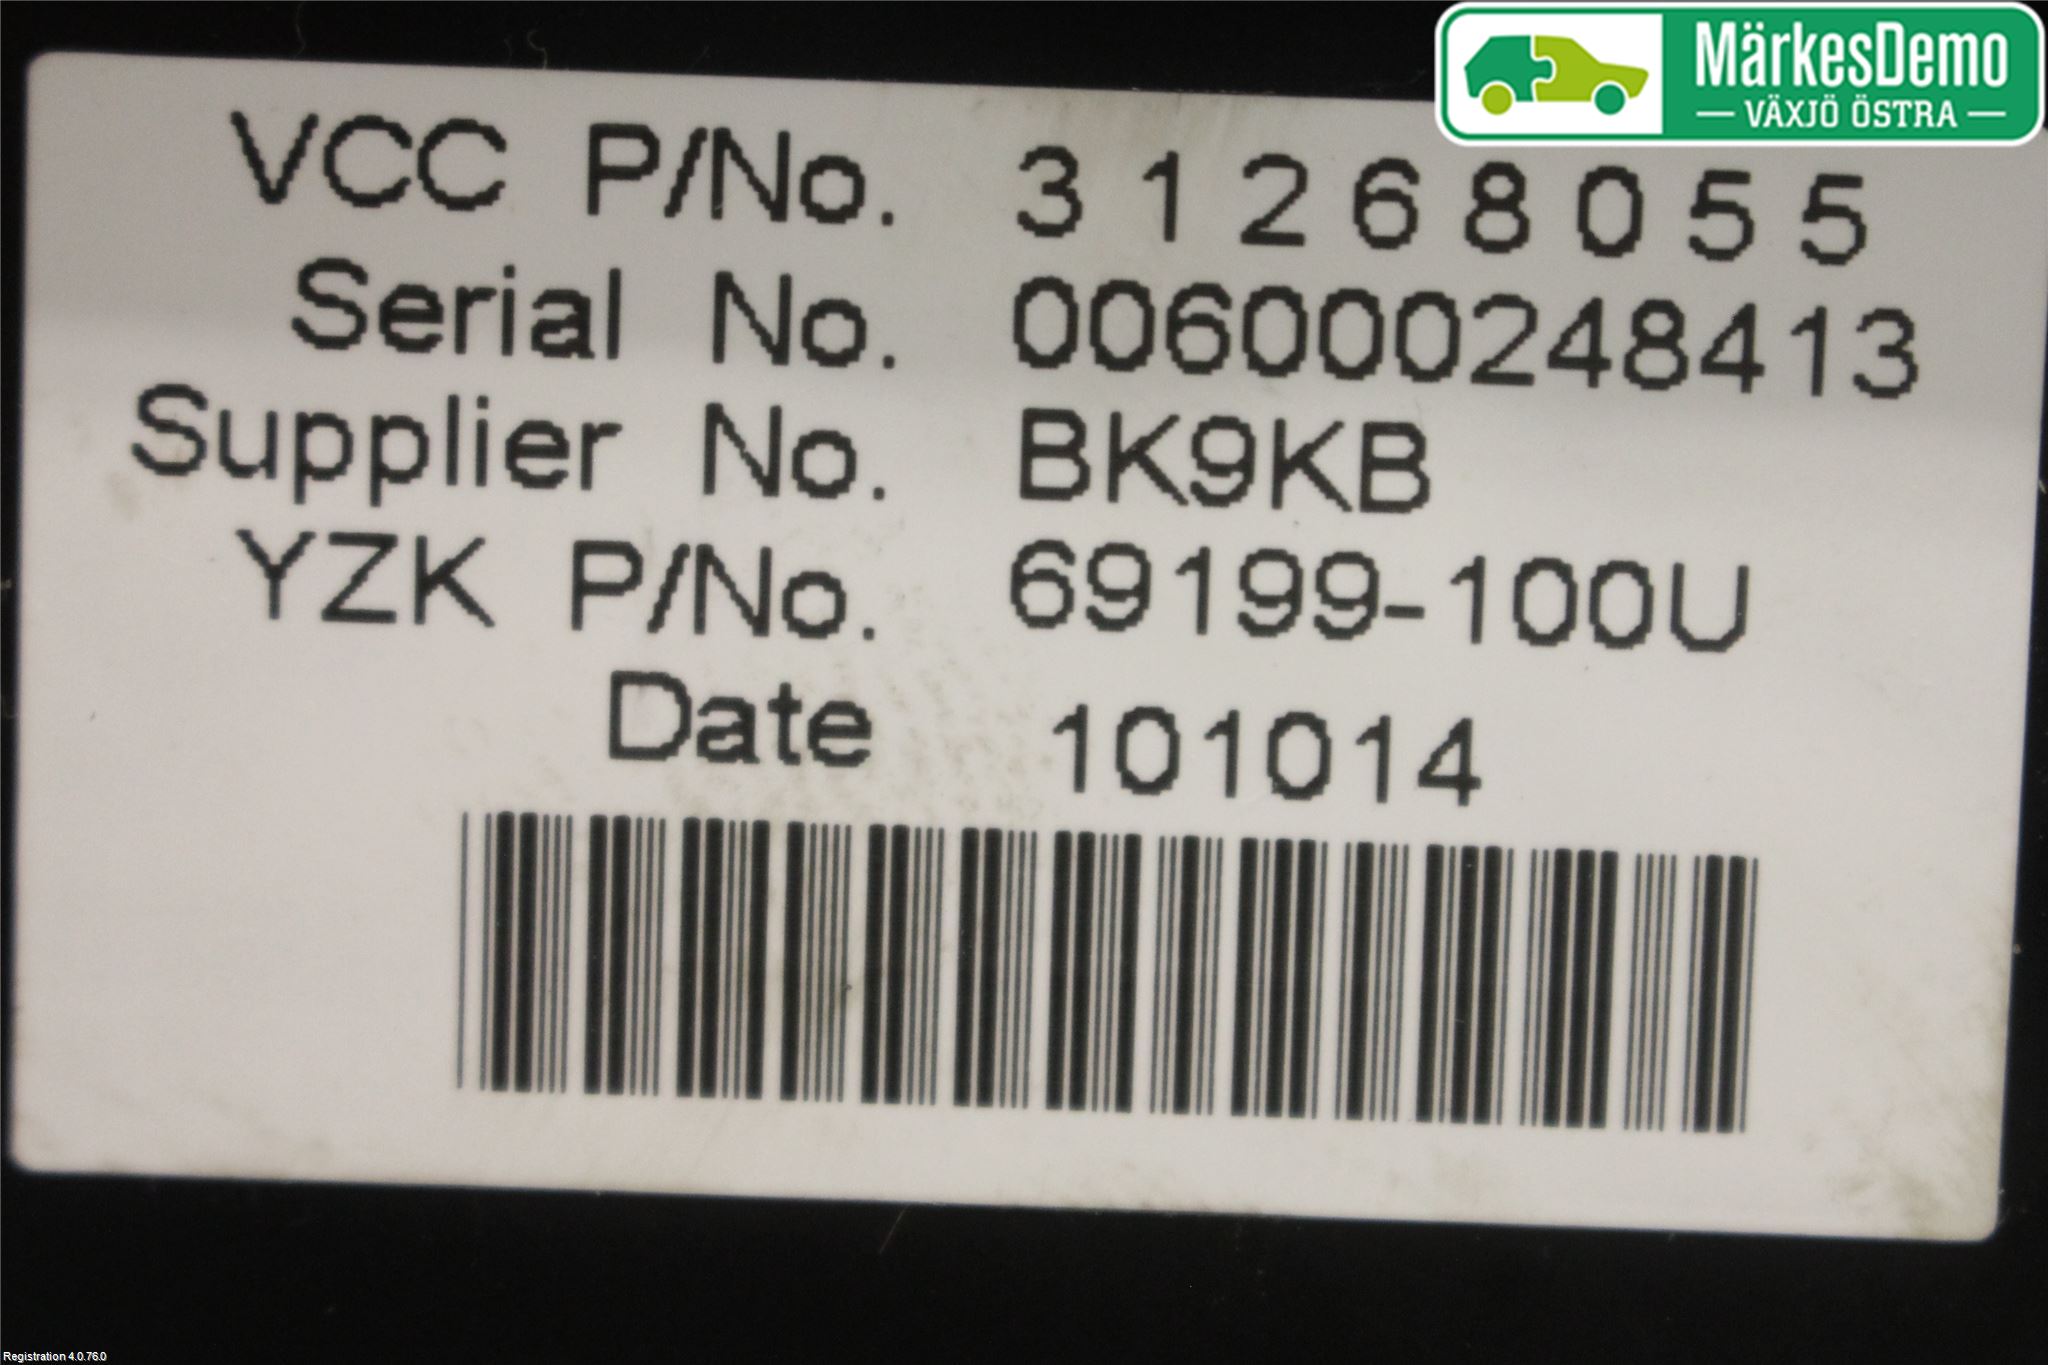 MärkesDemo
VÄXJÖ ÖSTRA
VCC P/No. 31268055
Serial No. 006000248413
Supplier No. BK9KB
YZK P/No. 69199-100U
Date 101014
Registration 4.0.76.0